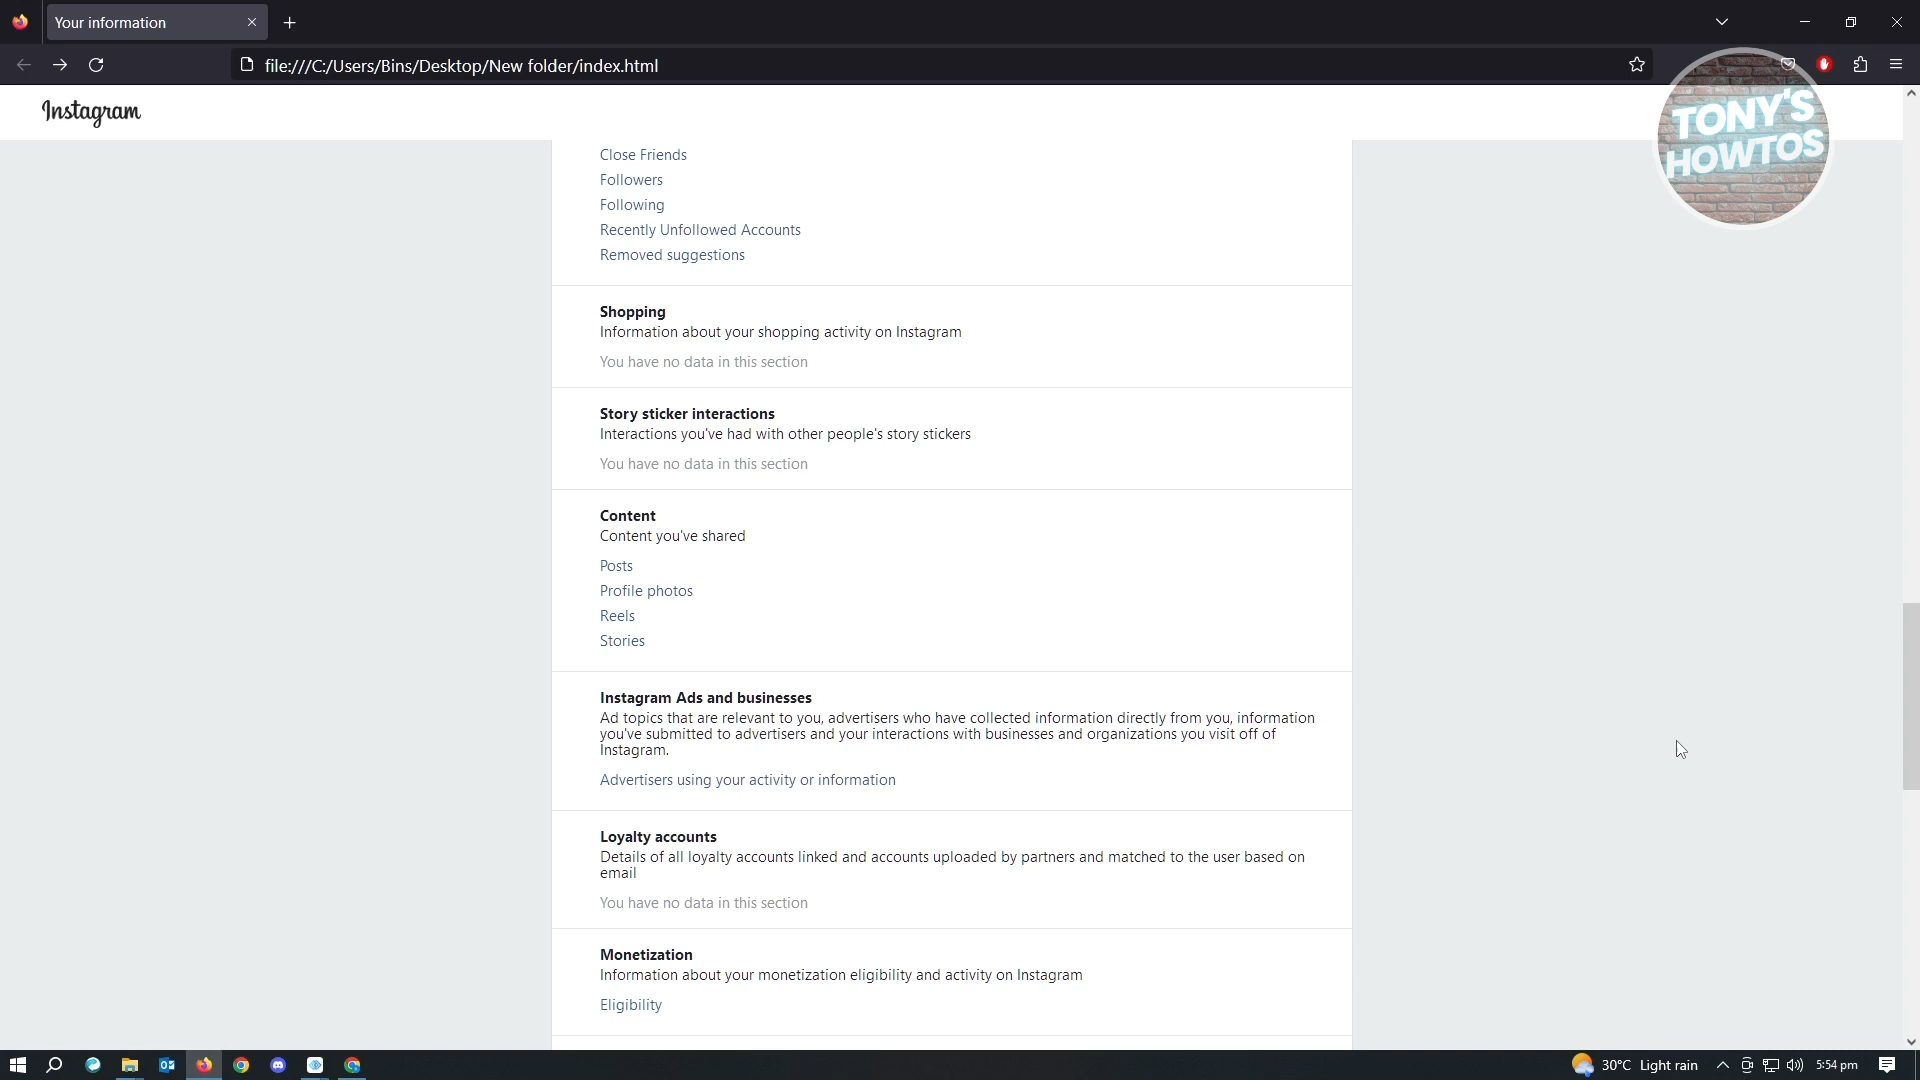 Your information
file:///C:/Users/Bins/Desktop/New folder/index.html
Instagram
TONY'S
HOWTOS
Close Friends
Followers
Following
Recently Unfollowed Accounts
Removed suggestions
Shopping
Information about your shopping activity on Instagram
You have no data in this section
Story sticker interactions
Interactions you've had with other people's story stickers
You have no data in this section
Content
Content you've shared
Posts
Profile photos
Reels
Stories
Instagram Ads and businesses
Ad topics that are relevant to you, advertisers who have collected information directly from you, information
you've submitted to advertisers and your interactions with businesses and organizations you visit off of
Instagram.
Advertisers using your activity or information
Loyalty accounts
Details of all loyalty accounts linked and accounts uploaded by partners and matched to the user based on
email
You have no data in this section
Monetization
Information about your monetization eligibility and activity on Instagram
Eligibility
30°C Light rain
5:54 pm